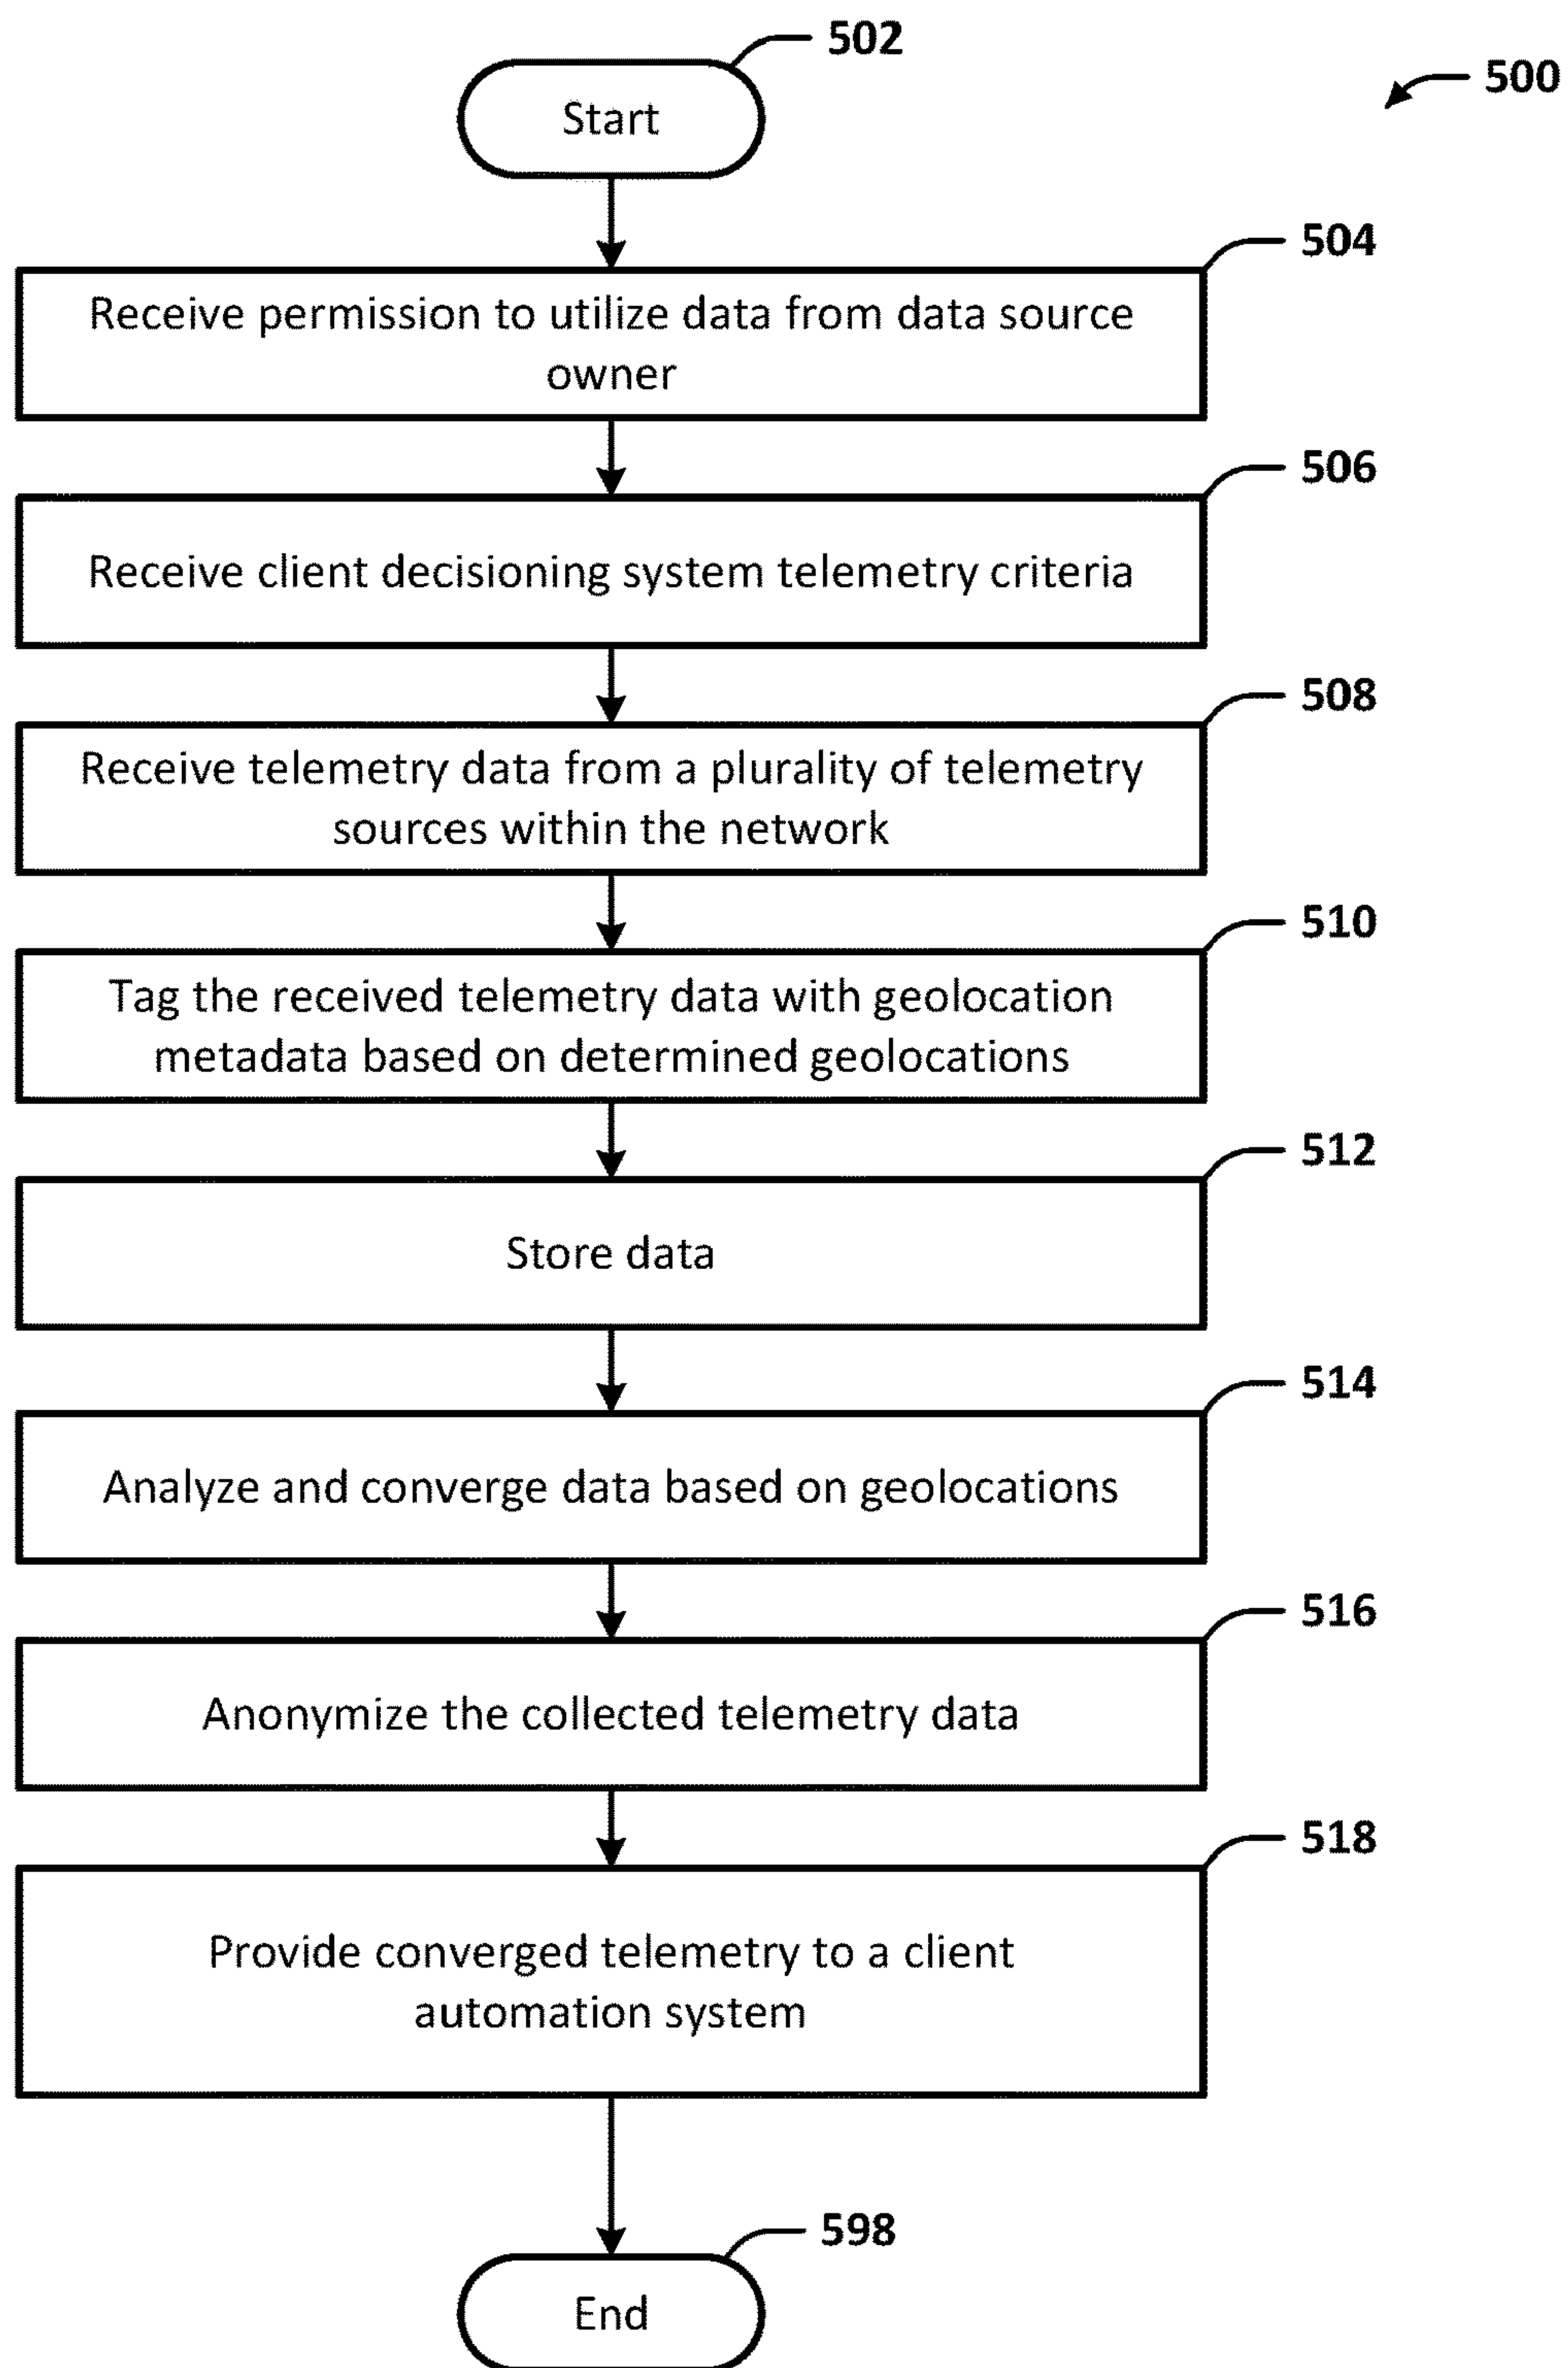 502
500
Start
504
Receive permission to utilize data from data source
owner
506
Receive client decisioning system telemetry criteria
508
Receive telemetry data from a plurality of telemetry
sources within the network
510
Tag the received telemetry data with geolocation
metadata based on determined geolocations
512
Store data
514
Analyze and converge data based on geolocations
516
Anonymize the collected telemetry data
518
Provide converged telemetry to a client
automation system
598
End